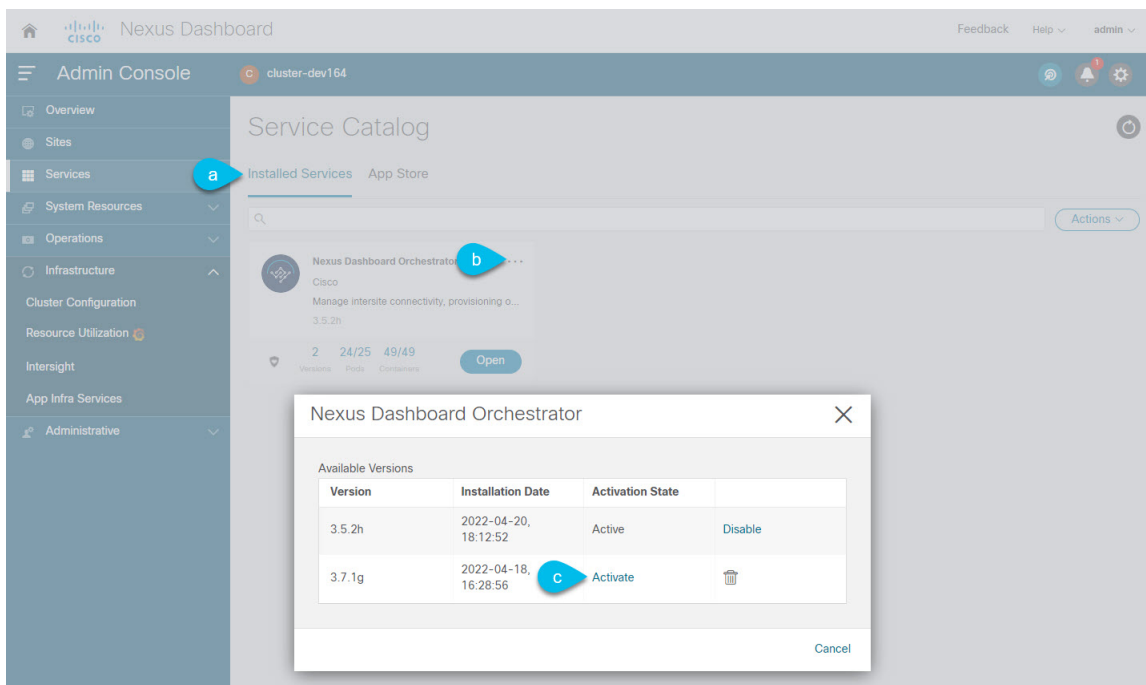 cisco Nexus Dashboard Feedback Help admin
Admin Console C cluster-dev164 1
Overview
Sites
Services
System Resources
Operations
Infrastructure
Cluster Configuration
Resource Utilization
Intersight
App Infra Services
Administrative
Service Catalog
a Installed Services App Store
Actions
Nexus Dashboard Orchestrator b ...
Cisco
Manage intersite connectivity, provisioning o...
3.5.2h
2 24/25 49/49
Versions Pods Containers
Open
Nexus Dashboard Orchestrator
Available Versions
Version Installation Date Activation State
3.5.2h 2022-04-20, 18:12:52 Active Disable
3.7.1g 2022-04-18, 16:28:56 c Activate
Cancel